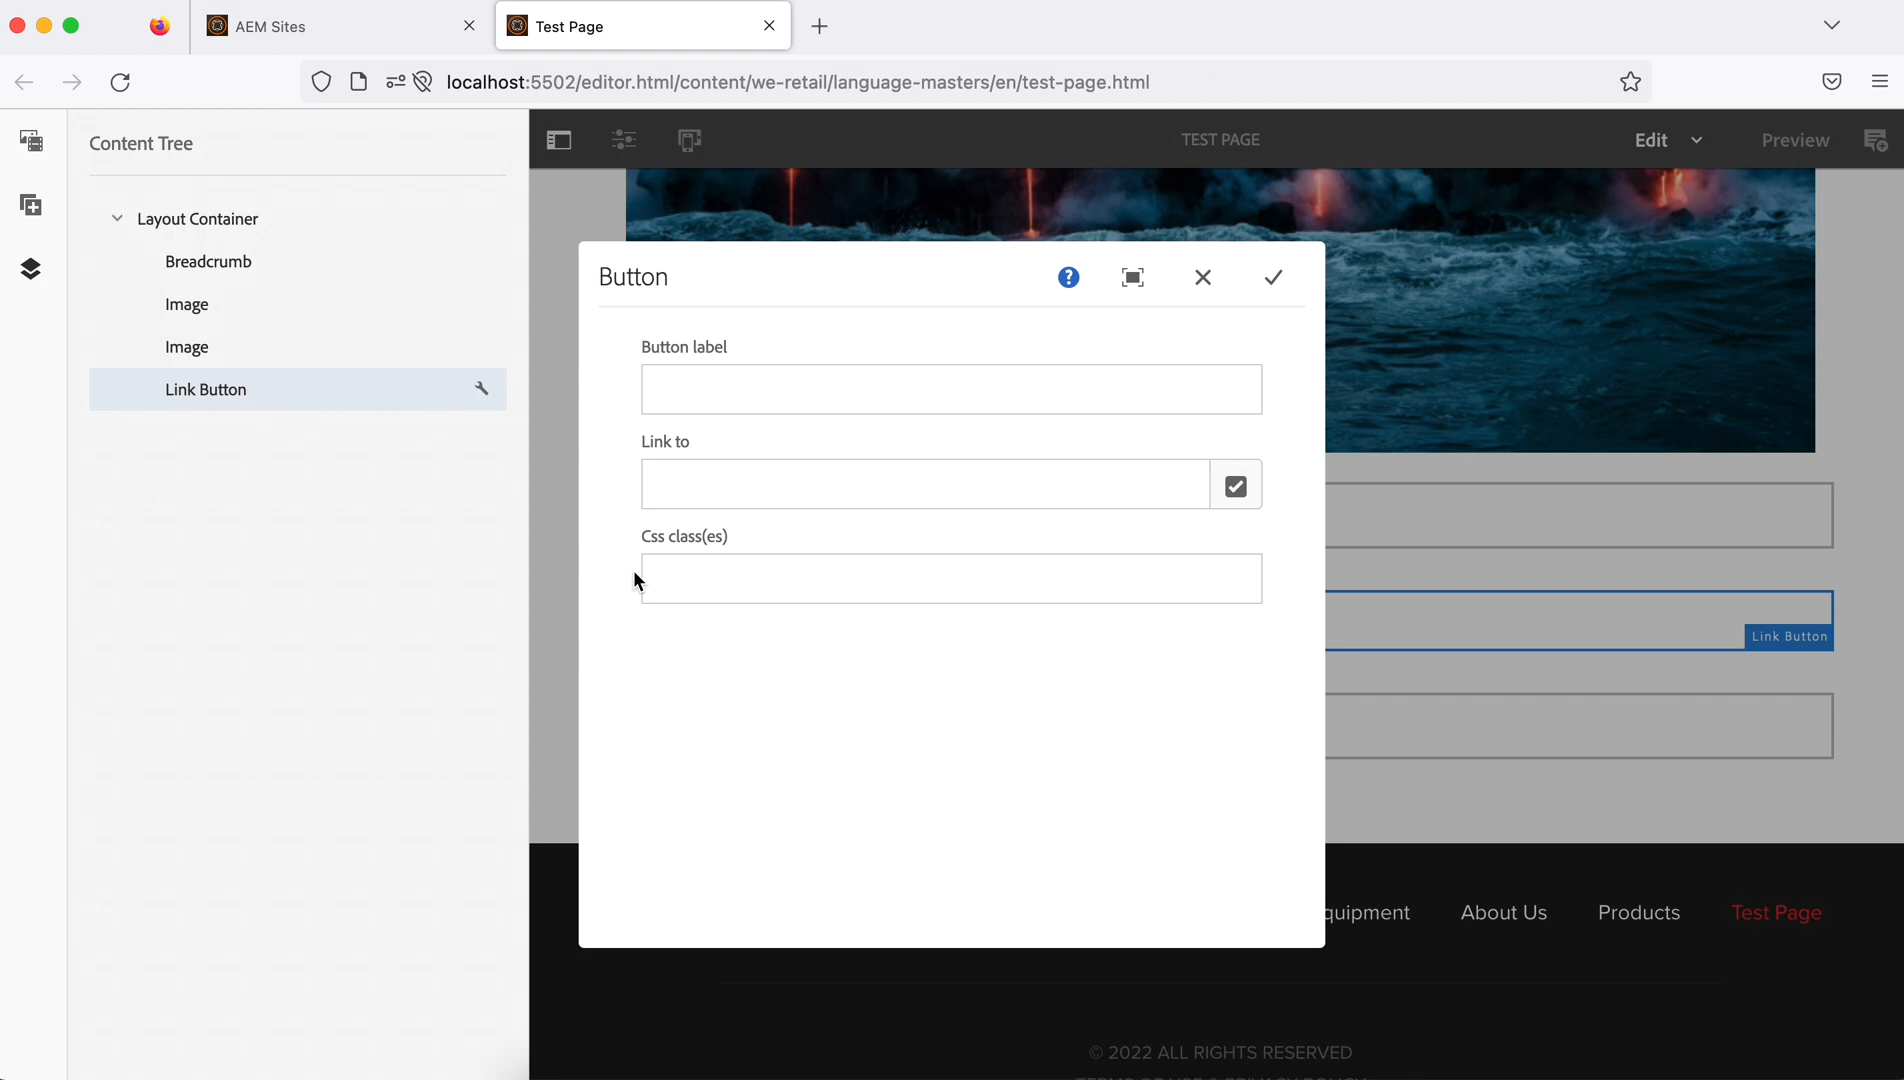 AEM Sites
Test Page
localhost:5502/editor.html/content/we-retail/language-masters/en/test-page.html
Content Tree
Layout Container
Breadcrumb
Image
Image
Link Button
TEST PAGE
Edit
Preview
Button
?
Button label
Link to
Css class(es)
Link Button
quipment
About Us
Products
Test Page
© 2022 ALL RIGHTS RESERVED